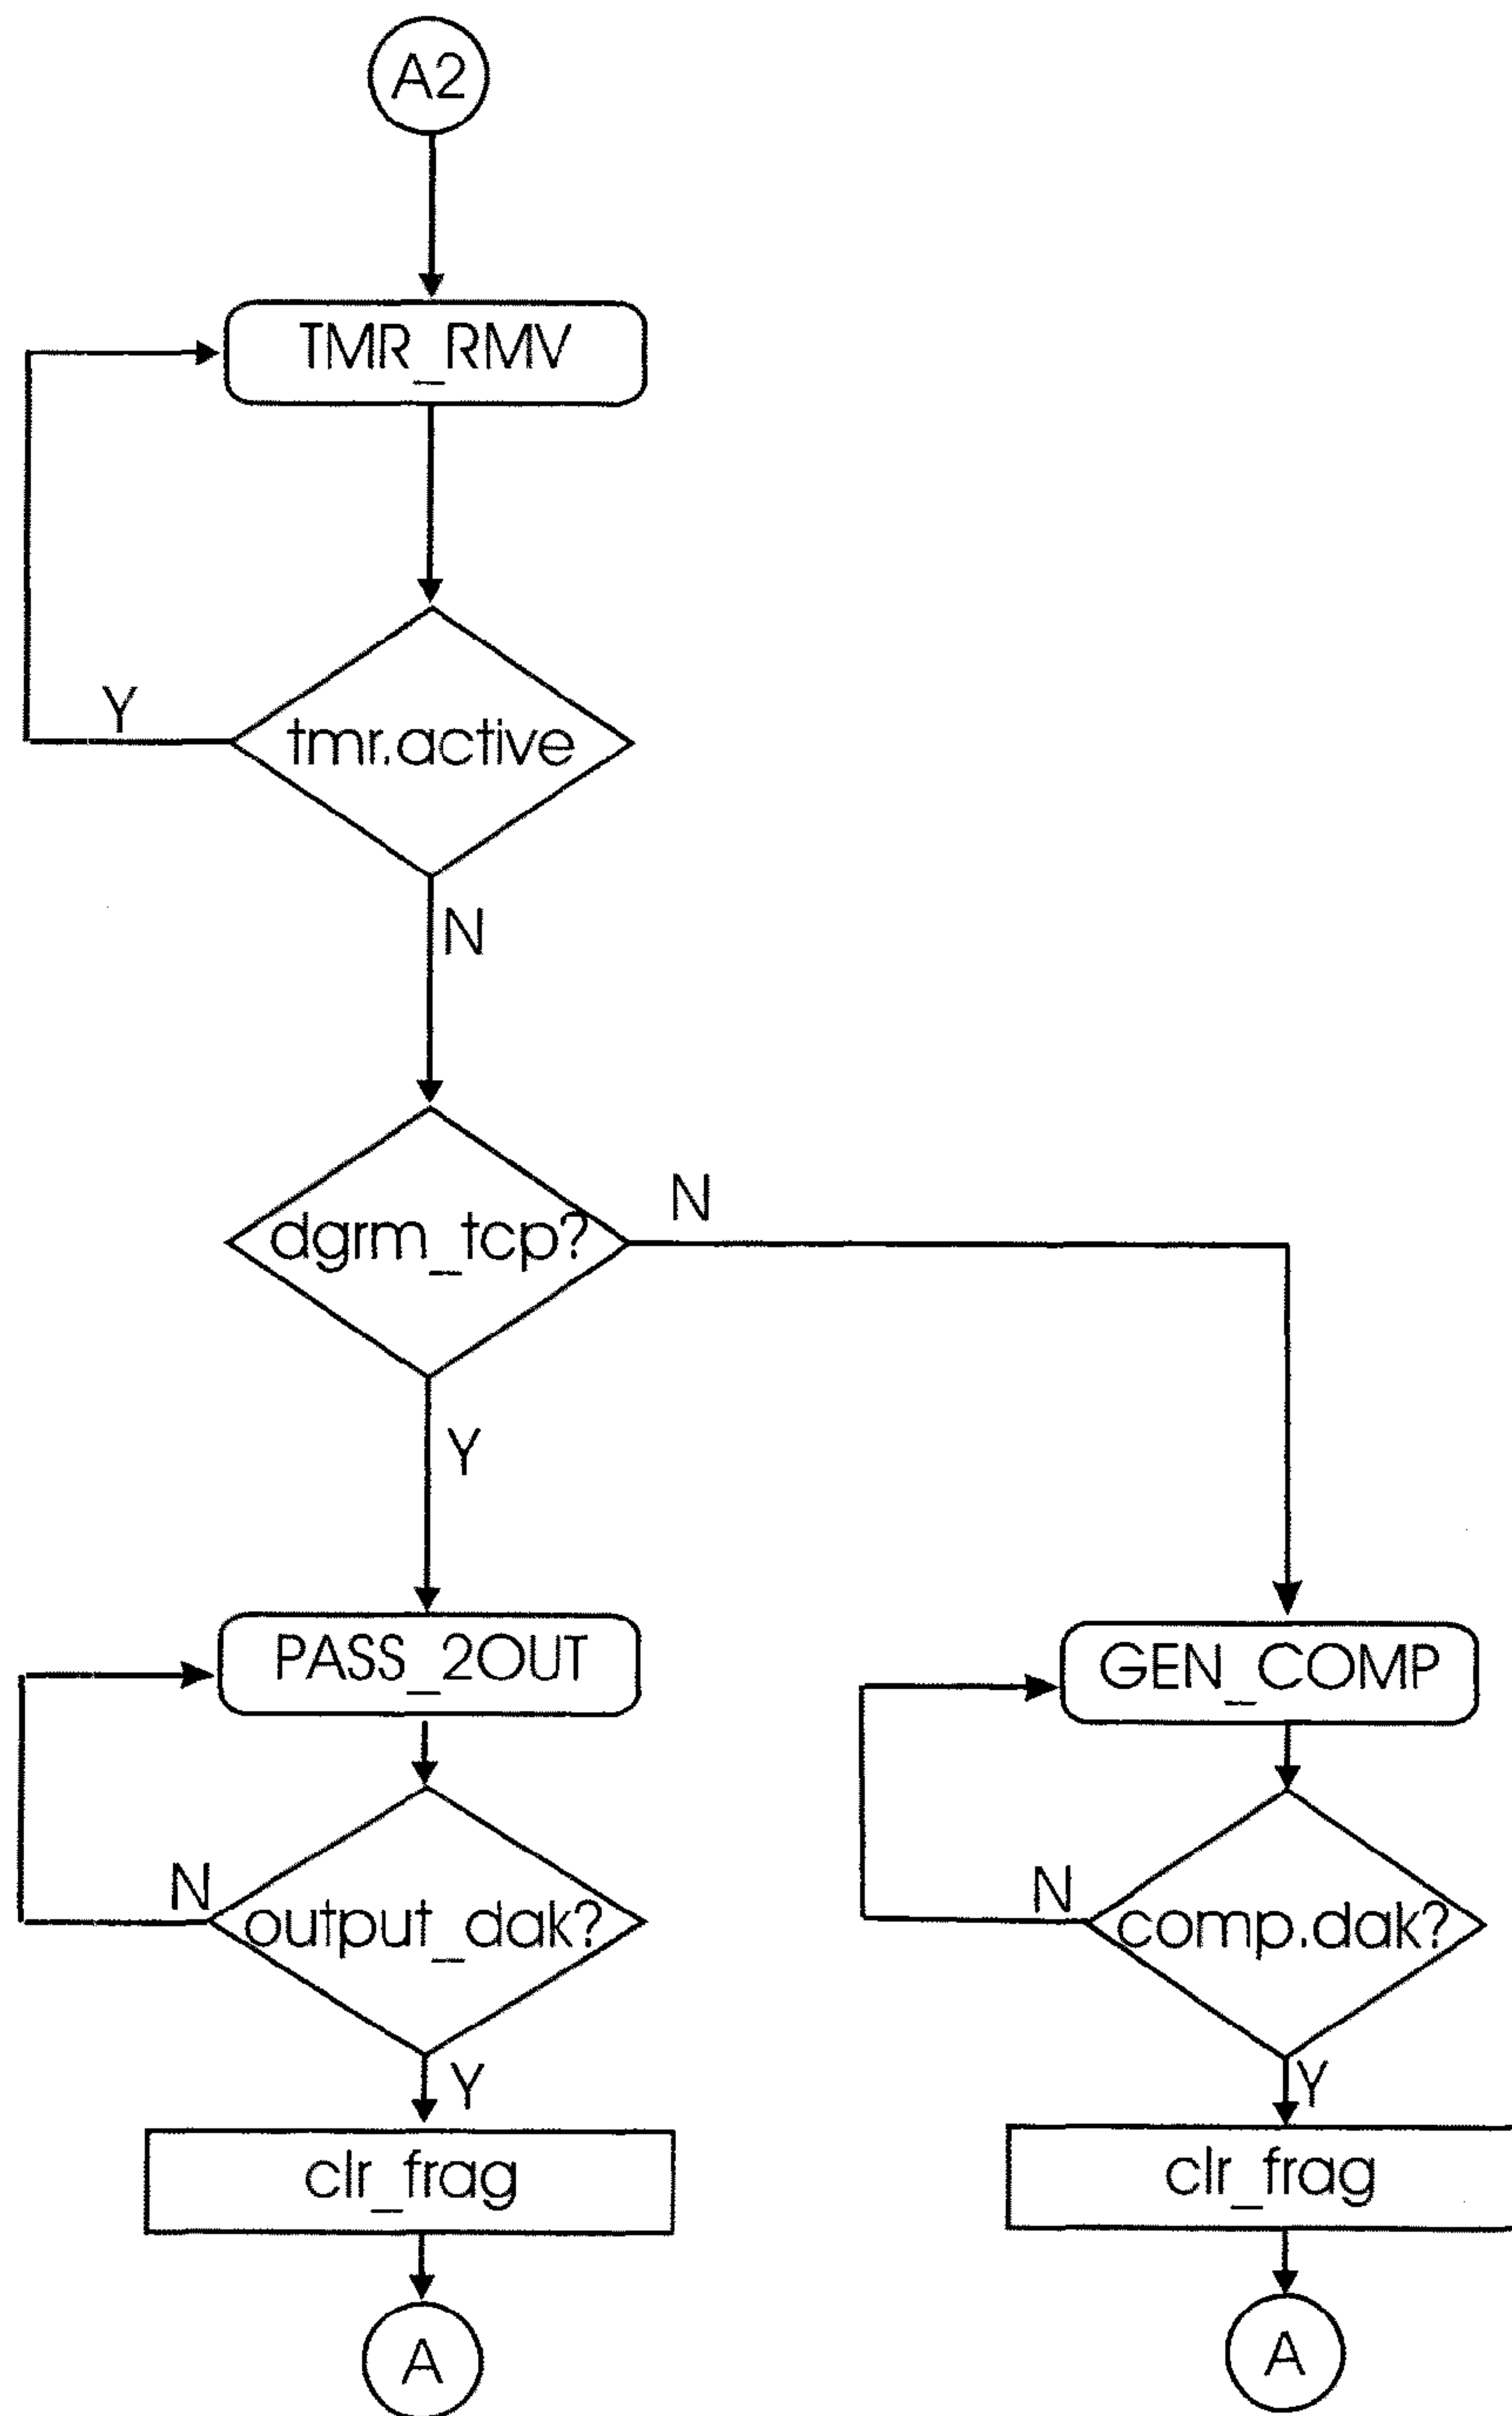 A2
TMR_RMV
Y
tmr.active
N
dgrm_tcp?
N
Y
PASS_2OUT
GEN_COMP
N
output_dak?
N
comp.dak?
Y
Y
clr_frag
clr_frag
A
A